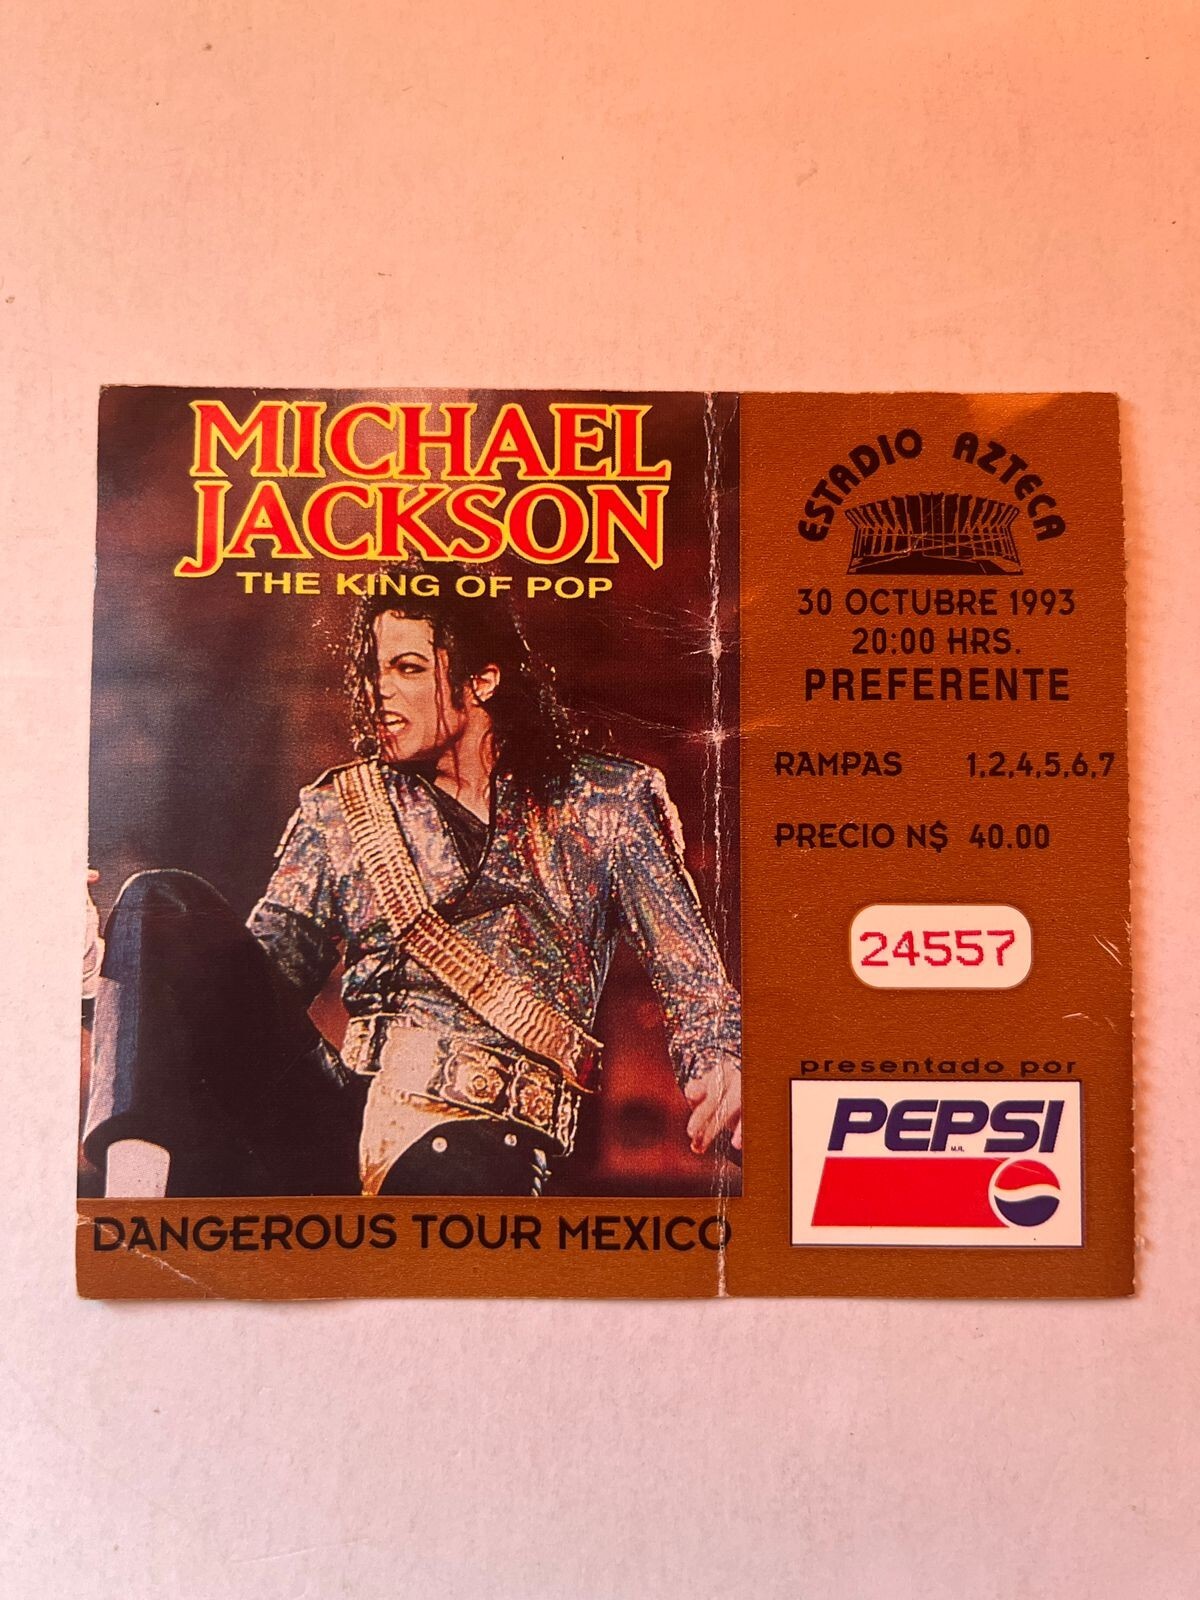 MICHAEL
JACKSON
THE KING OF POP
DANGEROUS TOUR MEXICO
ESTADIO AZTECA
30 OCTUBRE 1993
20:00 HRS.
PREFERENTE
RAMPAS 1,2,4,5,6,7
PRECIO N$ 40.00
24557
presentado por
PEPSI
M.R.